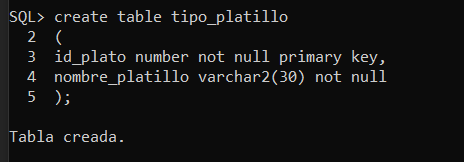 SQL> create table tipo_platillo
2 (
3 id_plato number not null primary key,
4 nombre_platillo varchar2(30) not null
5 );
Tabla creada.